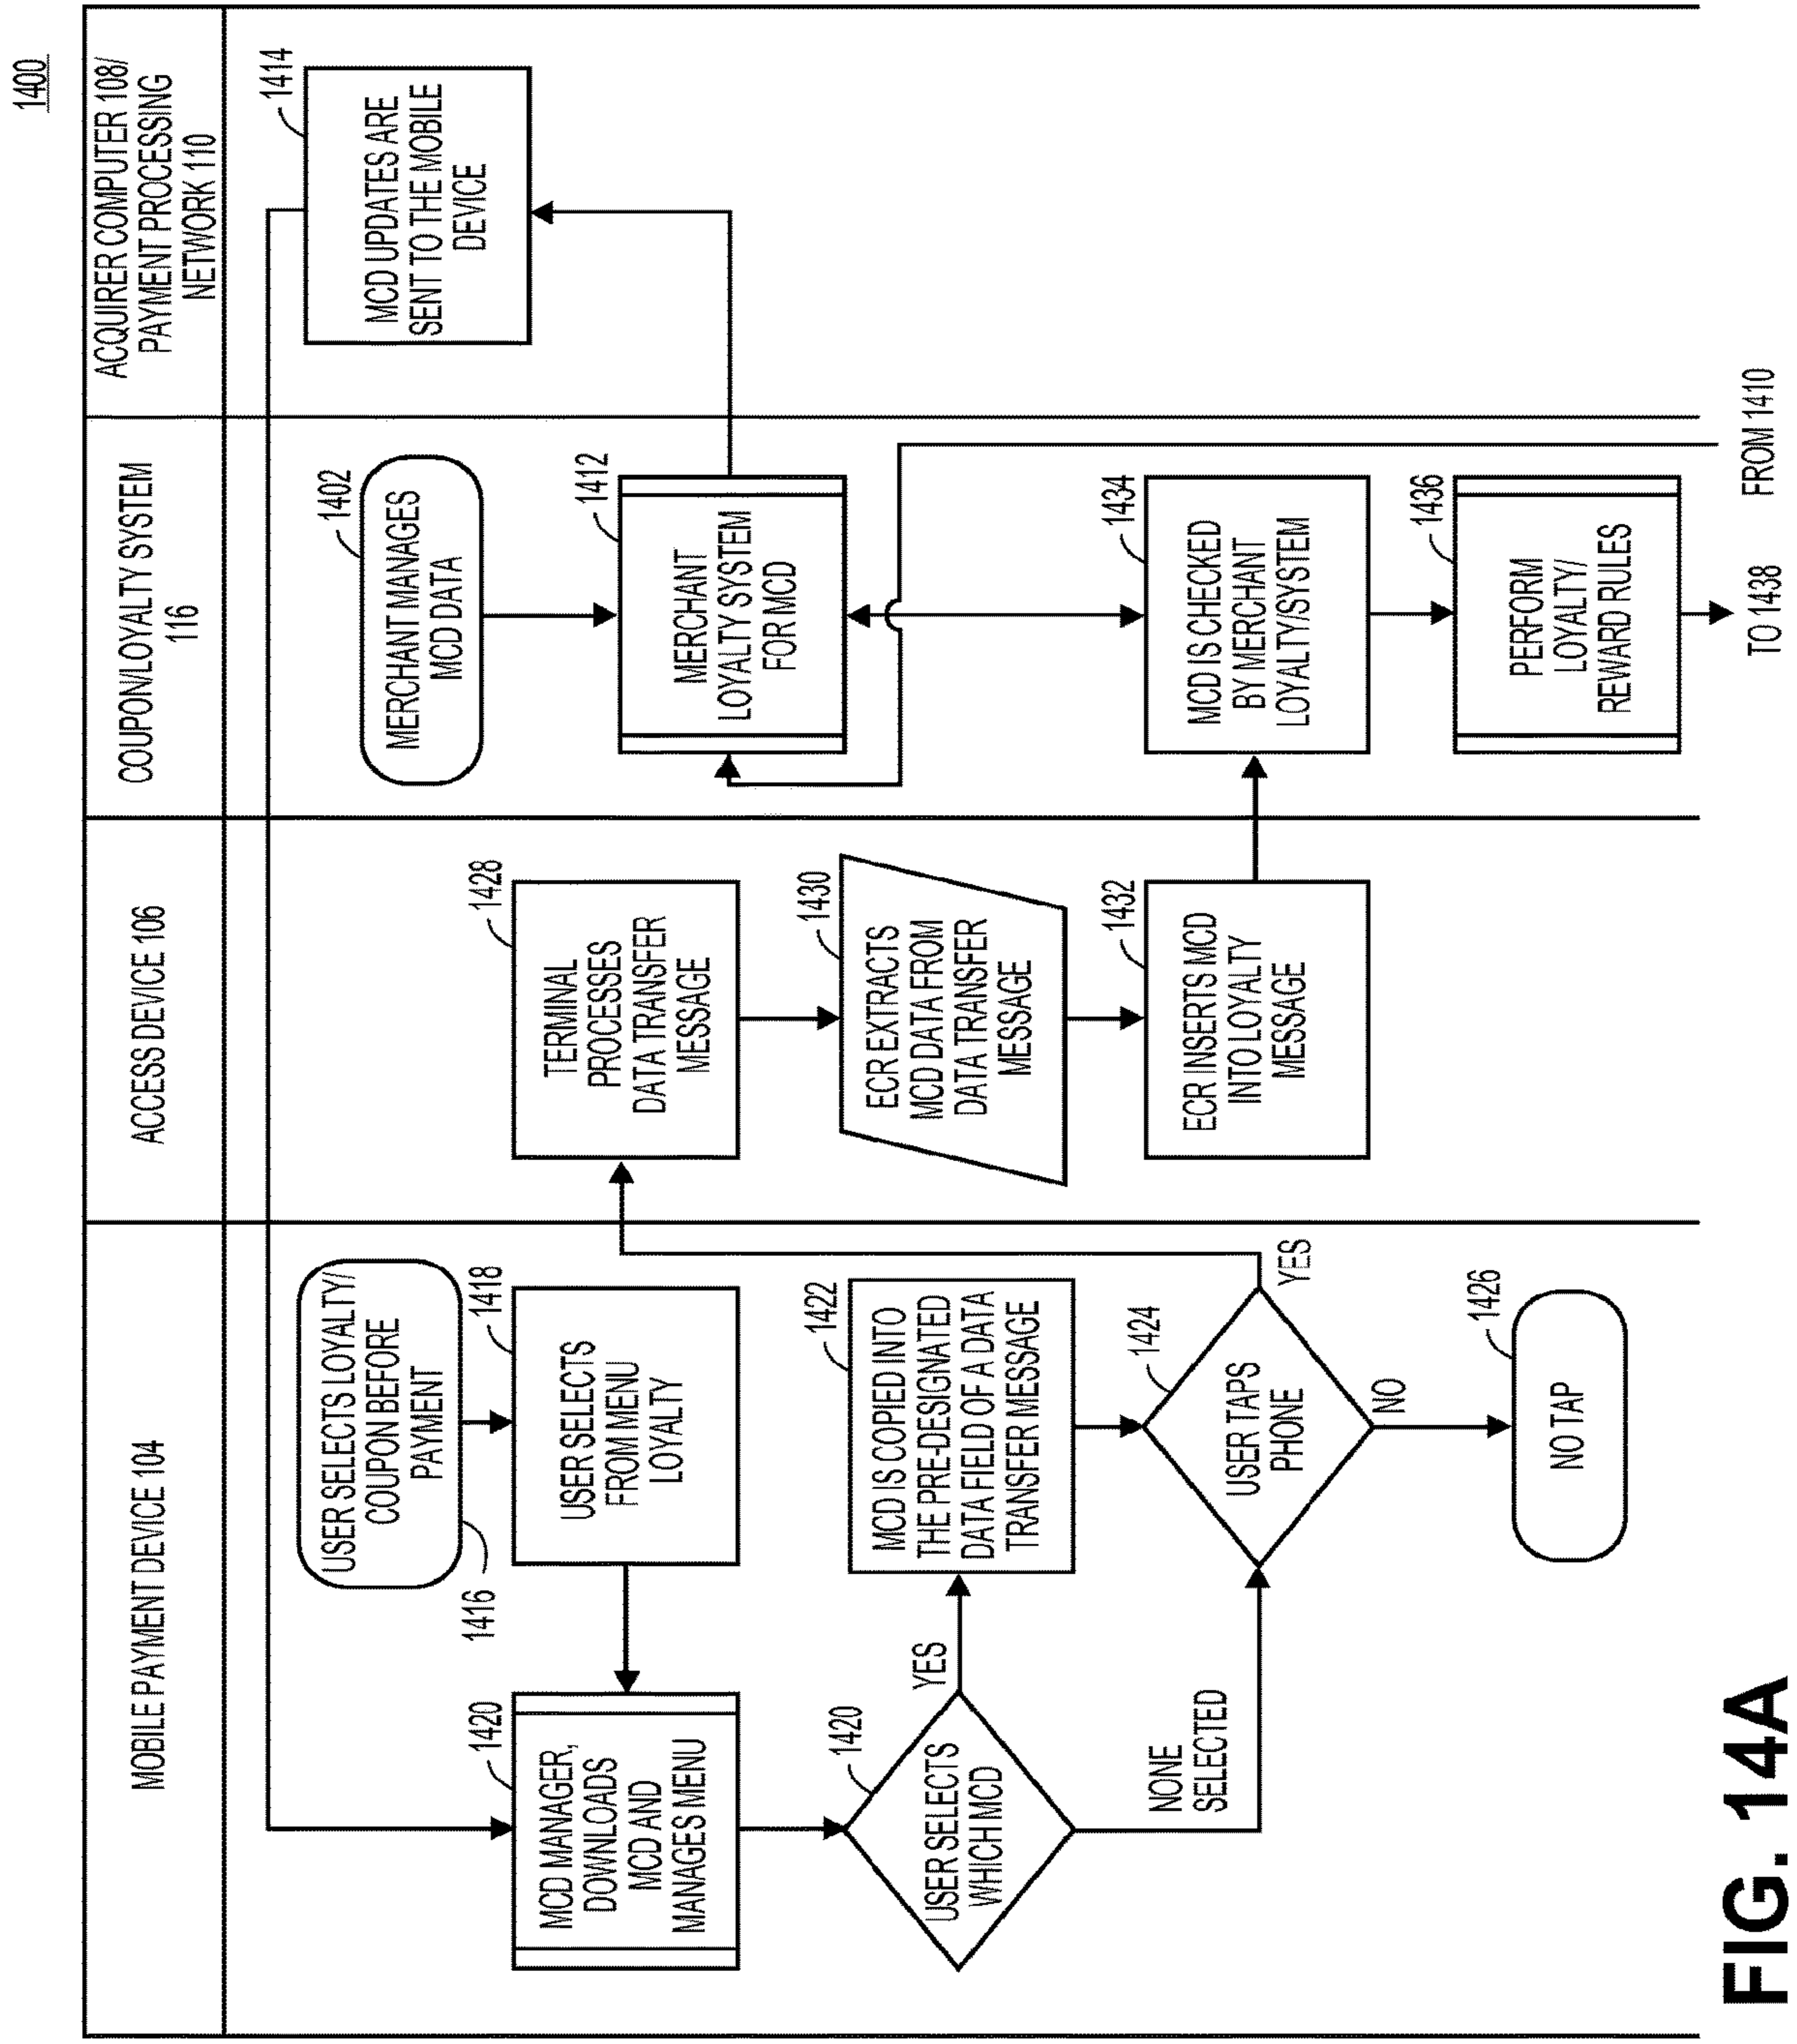 1400
MOBILE PAYMENT DEVICE 104
ACCESS DEVICE 106
COUPON/LOYALTY SYSTEM
116
ACQUIRER COMPUTER 108/
PAYMENT PROCESSING
NETWORK 110
USER SELECTS LOYALTY/
COUPON BEFORE
PAYMENT
1416
1418
USER SELECTS
FROM MENU
LOYALTY
1420
MCD MANAGER,
DOWNLOADS
MCD AND
MANAGES MENU
1420
USER SELECTS
WHICH MCD
YES
NONE
SELECTED
1422
MCD IS COPIED INTO
THE PRE-DESIGNATED
DATA FIELD OF A DATA
TRANSFER MESSAGE
1424
USER TAPS
PHONE
YES
NO
1426
NO TAP
1428
TERMINAL
PROCESSES
DATA TRANSFER
MESSAGE
1430
ECR EXTRACTS
MCD DATA FROM
DATA TRANSFER
MESSAGE
1432
ECR INSERTS MCD
INTO LOYALTY
MESSAGE
1402
MERCHANT MANAGES
MCD DATA
1412
MERCHANT
LOYALTY SYSTEM
FOR MCD
1434
MCD IS CHECKED
BY MERCHANT
LOYALTY/SYSTEM
1436
PERFORM
LOYALTY/
REWARD RULES
TO 1438
FROM 1410
1414
MCD UPDATES ARE
SENT TO THE MOBILE
DEVICE
FIG. 14A